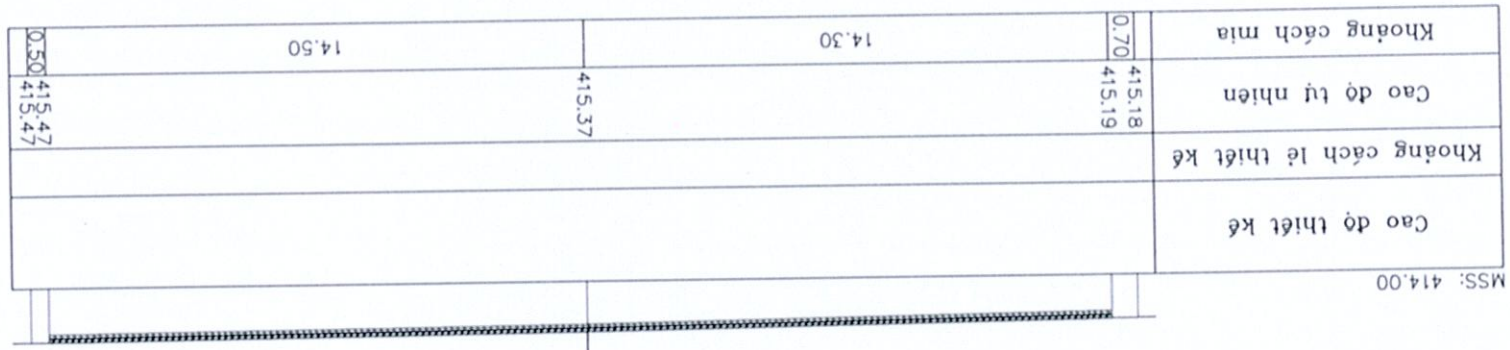 MSS: 414.00
Cao độ thiết kế
Khoảng cách lẻ thiết kế
Cao độ tự nhiên 415.18 415.19 415.37 415.47 415.47
Khoảng cách mia 0.70 14.30 14.50 0.50